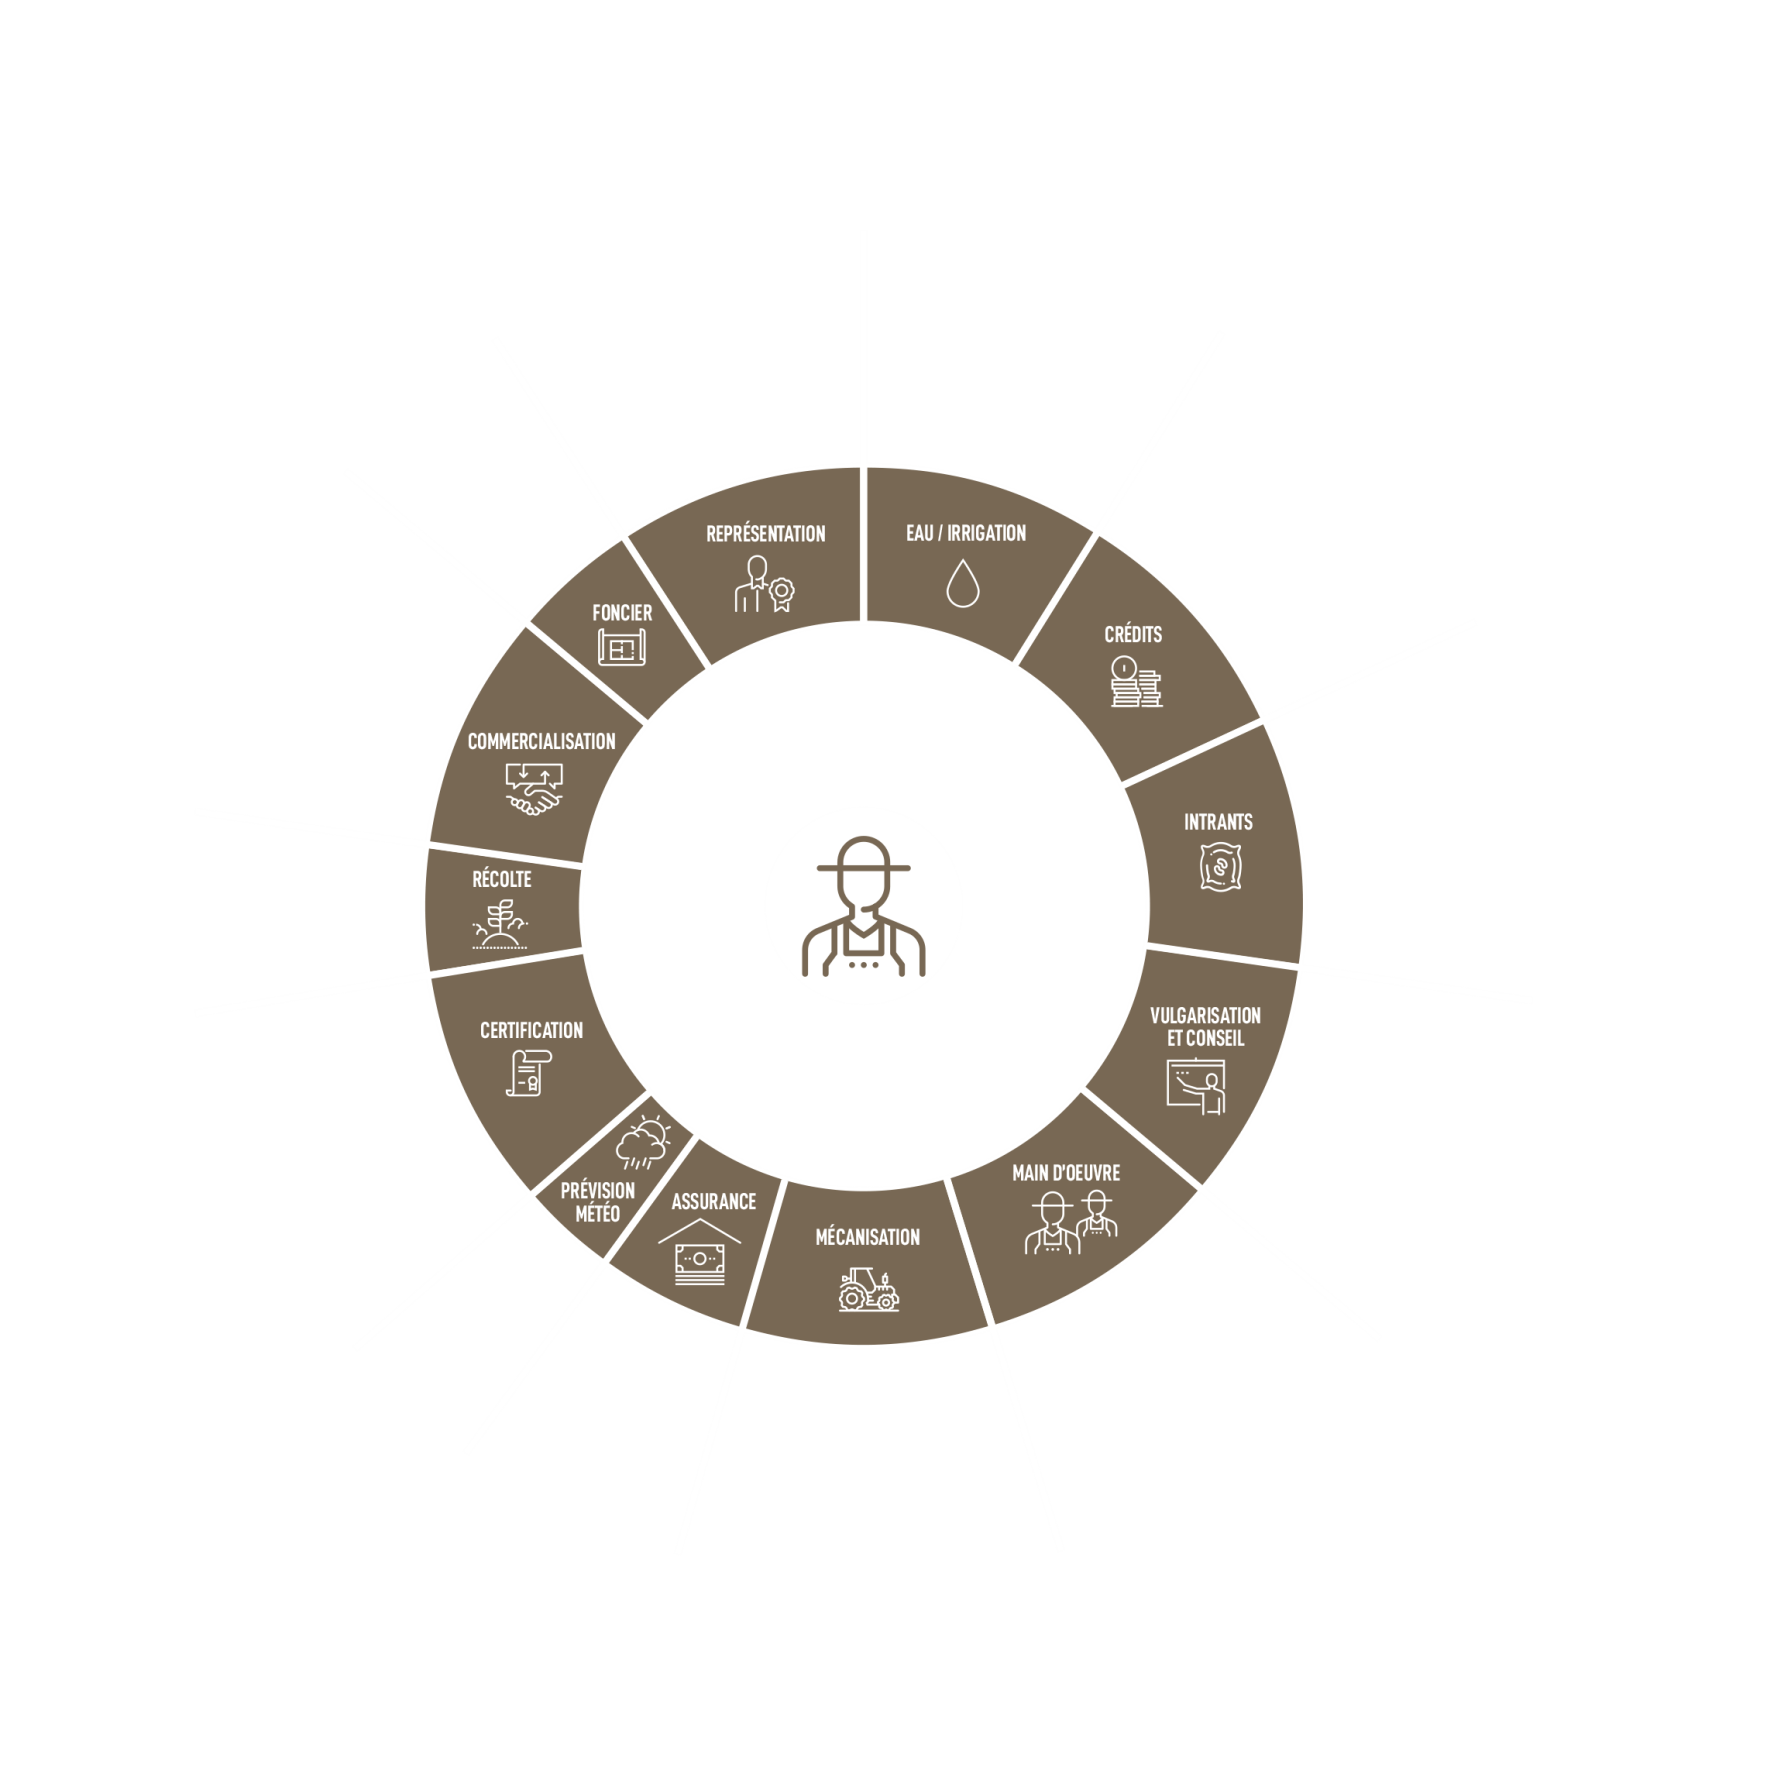 REPRÉSENTATION
EAU / IRRIGATION
CRÉDITS
INTRANTS
VULGARISATION
ET CONSEIL
MAIN D'OEUVRE
MÉCANISATION
ASSURANCE
PRÉVISION
MÉTÉO
CERTIFICATION
RÉCOLTE
COMMERCIALISATION
FONCIER